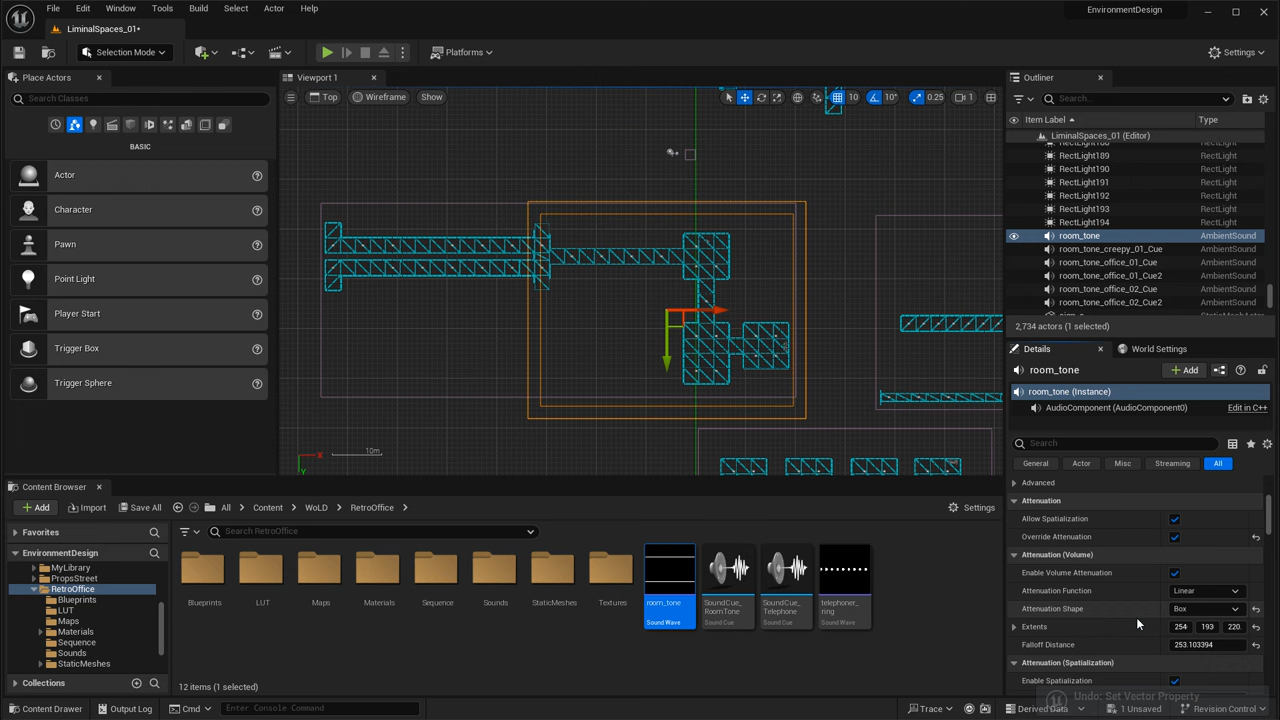 File Edit Window Tools Build Select Actor Help
EnvironmentDesign
LiminalSpaces_01*
Selection Mode
Platforms
Settings
Place Actors
Viewport 1
Outliner
Search Classes
Top
Wireframe
Show
10
10°
0.25
1
Search...
Item Label
Type
LiminalSpaces_01 (Editor)
BASIC
RectLight189 RectLight
RectLight190 RectLight
RectLight191 RectLight
RectLight192 RectLight
RectLight193 RectLight
RectLight194 RectLight
room_tone AmbientSound
room_tone_creepy_01_Cue AmbientSound
room_tone_office_01_Cue AmbientSound
room_tone_office_01_Cue2 AmbientSound
room_tone_office_02_Cue AmbientSound
room_tone_office_02_Cue2 AmbientSound
2,734 actors (1 selected)
Actor
Character
Pawn
Point Light
Player Start
Trigger Box
Trigger Sphere
X
10m
Y
Details
World Settings
room_tone
Add
room_tone (Instance)
AudioComponent (AudioComponent0) Edit in C++
Search
General Actor Misc Streaming All
Advanced
Attenuation
Allow Spatialization
Override Attenuation
Attenuation (Volume)
Enable Volume Attenuation
Attenuation Function Linear
Attenuation Shape Box
Extents 254 193 220.
Falloff Distance 253.103394
Attenuation (Spatialization)
Enable Spatialization
Undo: Set Vector Property
Content Browser
Add
Import
Save All
All
Content
WoLD
RetroOffice
Settings
Favorites
Search RetroOffice
EnvironmentDesign
MyLibrary
PropsStreet
RetroOffice
Blueprints
LUT
Maps
Materials
Sequence
Sounds
StaticMeshes
Collections
Blueprints
LUT
Maps
Materials
Sequence
Sounds
StaticMeshes
Textures
room_tone
Sound Wave
SoundCue_
RoomTone
Sound Cue
SoundCue_
Telephone
Sound Cue
telephoner_
ring
Sound Wave
12 items (1 selected)
Content Drawer
Output Log
Cmd
Enter Console Command
Trace
Derived Data
1 Unsaved
Revision Control